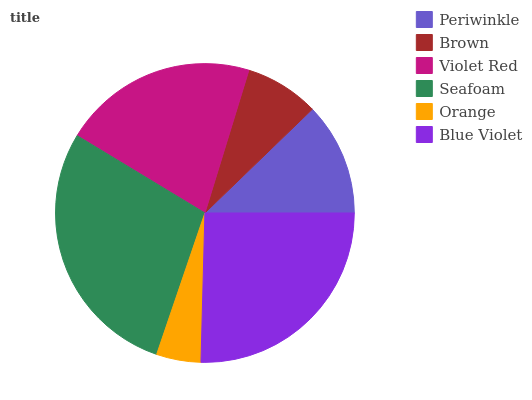 title
Periwinkle
Brown
Violet Red
Seafoam
Orange
Blue Violet